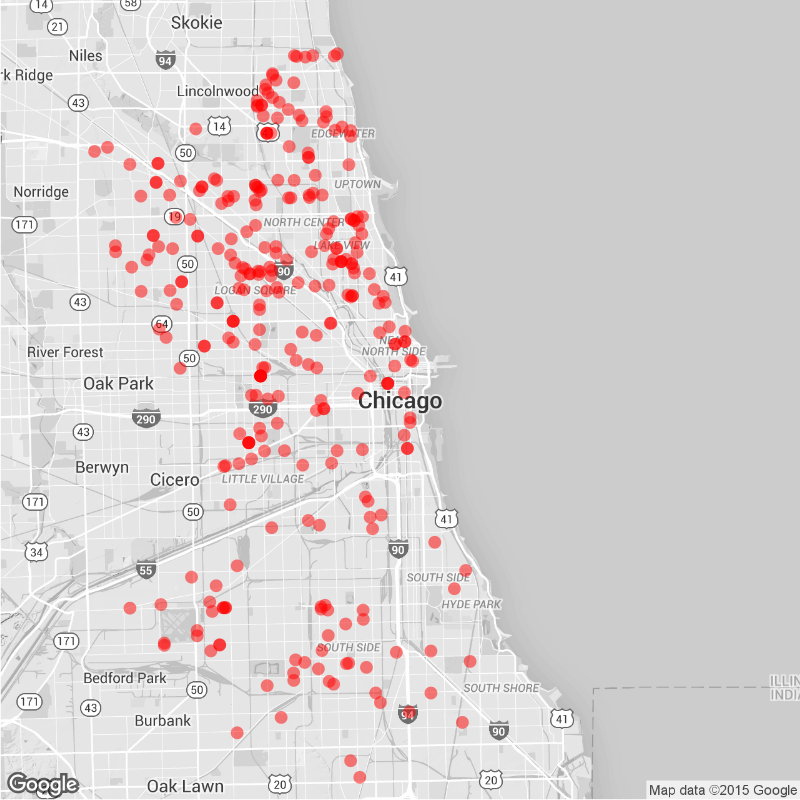 14
58
Skokie
21
Niles
94
rk Ridge
Lincolnwood
43
14
EDGEWATER
50
Norridge
UPTOWN
19
171
NORTH CENTER
LAKE VIEW
50
90
41
LOGAN SQUARE
43
64
NEAR
NORTH SIDE
River Forest
50
Oak Park
Chicago
290
290
43
Berwyn
Cicero
LITTLE VILLAGE
171
50
41
34
90
55
SOUTH SIDE
HYDE PARK
171
SOUTH SIDE
Bedford Park
ILLIN
INDIA
50
SOUTH SHORE
171
43
94
Burbank
41
90
Google
Oak Lawn
20
20
Map data ©2015 Google